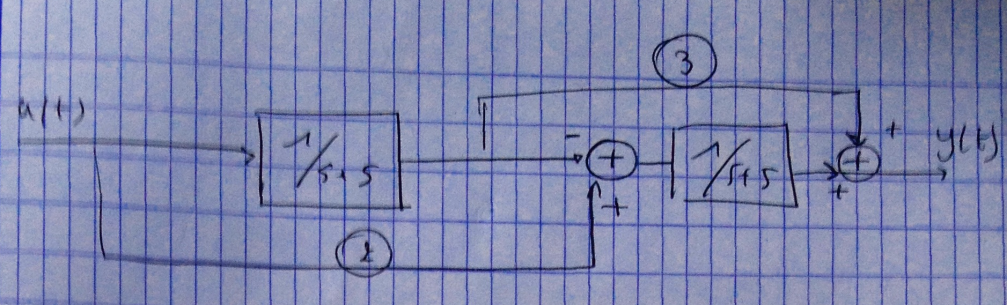 3
u(t)
1/s+5
-
+
1/s+5
+
y(t)
+
+
+
2